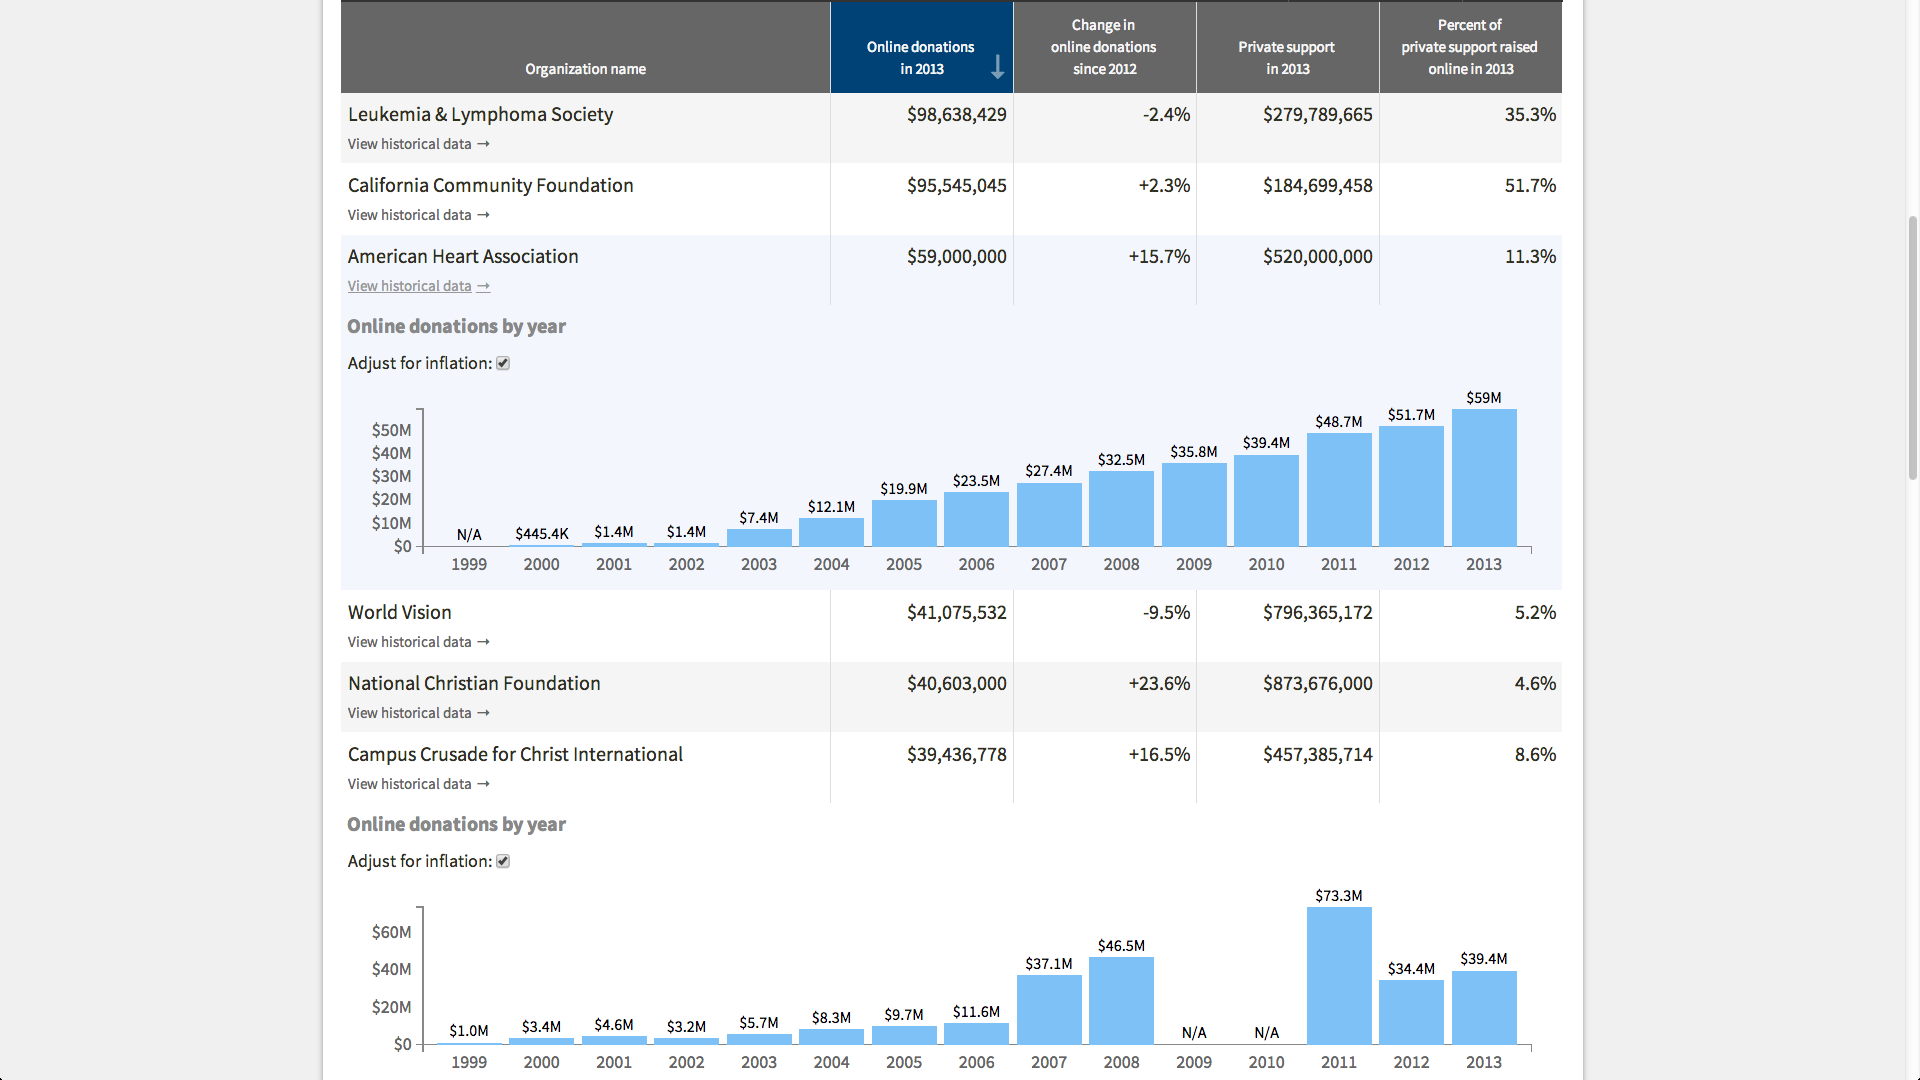 Organization name
Online donations
in 2013 ↓
Change in
online donations
since 2012
Private support
in 2013
Percent of
private support raised
online in 2013
Leukemia & Lymphoma Society $98,638,429 -2.4% $279,789,665 35.3%
View historical data →
California Community Foundation $95,545,045 +2.3% $184,699,458 51.7%
View historical data →
American Heart Association $59,000,000 +15.7% $520,000,000 11.3%
View historical data →
Online donations by year
Adjust for inflation:
$50M
$40M
$30M
$20M
$10M
$0
N/A $445.4K $1.4M $1.4M $7.4M $12.1M $19.9M $23.5M $27.4M $32.5M $35.8M $39.4M $48.7M $51.7M $59M
1999 2000 2001 2002 2003 2004 2005 2006 2007 2008 2009 2010 2011 2012 2013
World Vision $41,075,532 -9.5% $796,365,172 5.2%
View historical data →
National Christian Foundation $40,603,000 +23.6% $873,676,000 4.6%
View historical data →
Campus Crusade for Christ International $39,436,778 +16.5% $457,385,714 8.6%
View historical data →
Online donations by year
Adjust for inflation:
$60M
$40M
$20M
$0
$1.0M $3.4M $4.6M $3.2M $5.7M $8.3M $9.7M $11.6M $37.1M $46.5M N/A N/A $73.3M $34.4M $39.4M
1999 2000 2001 2002 2003 2004 2005 2006 2007 2008 2009 2010 2011 2012 2013